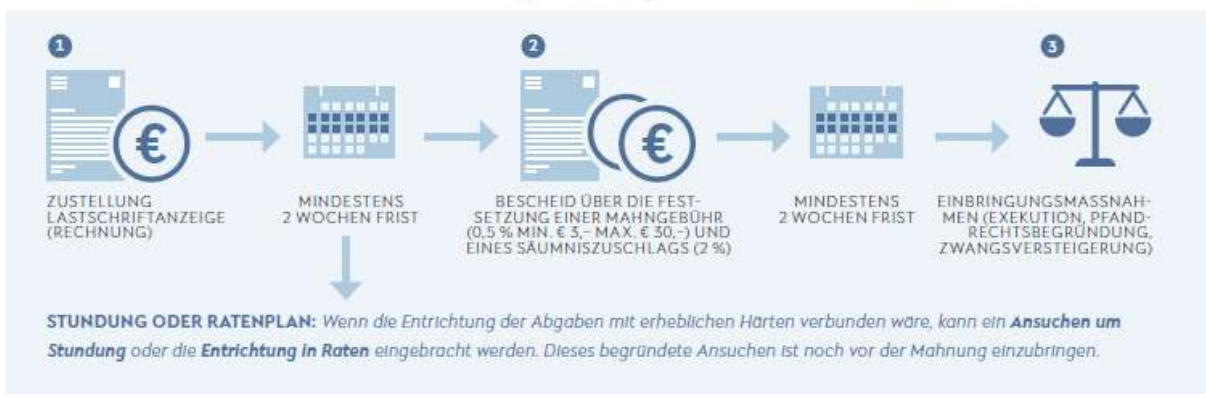 1
2
3
€
€
ZUSTELLUNG
LASTSCHRIFTANZEIGE
(RECHNUNG)
MINDESTENS
2 WOCHEN FRIST
BESCHEID ÜBER DIE FEST-
SETZUNG EINER MAHNGEBÜHR
(0,5 % MIN. € 3,– MAX. € 30,–) UND
EINES SÄUMNISZUSCHLAGS (2 %)
MINDESTENS
2 WOCHEN FRIST
EINBRINGUNGSMASSNAH-
MEN (EXEKUTION, PFAND-
RECHTSBEGRÜNDUNG,
ZWANGSVERSTEIGERUNG)
STUNDUNG ODER RATENPLAN: Wenn die Entrichtung der Abgaben mit erheblichen Härten verbunden wäre, kann ein Ansuchen um
Stundung oder die Entrichtung in Raten eingebracht werden. Dieses begründete Ansuchen ist noch vor der Mahnung einzubringen.